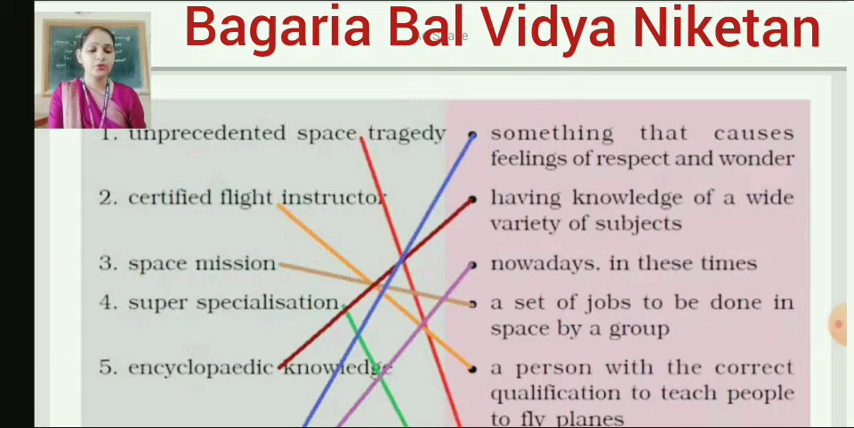 Bagaria Bal Vidya Niketan
1. unprecedented space tragedy
something that causes
feelings of respect and wonder
2. certified flight instructor
having knowledge of a wide
variety of subjects
3. space mission
nowadays, in these times
4. super specialisation
a set of jobs to be done in
space by a group
5. encyclopaedic knowledge
a person with the correct
qualification to teach people
to fly planes